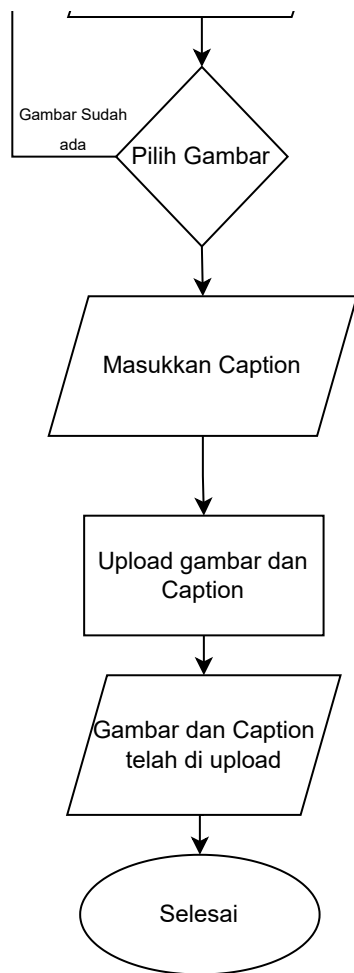 Gambar Sudah
ada
Pilih Gambar
Masukkan Caption
Upload gambar dan
Caption
Gambar dan Caption
telah di upload
Selesai